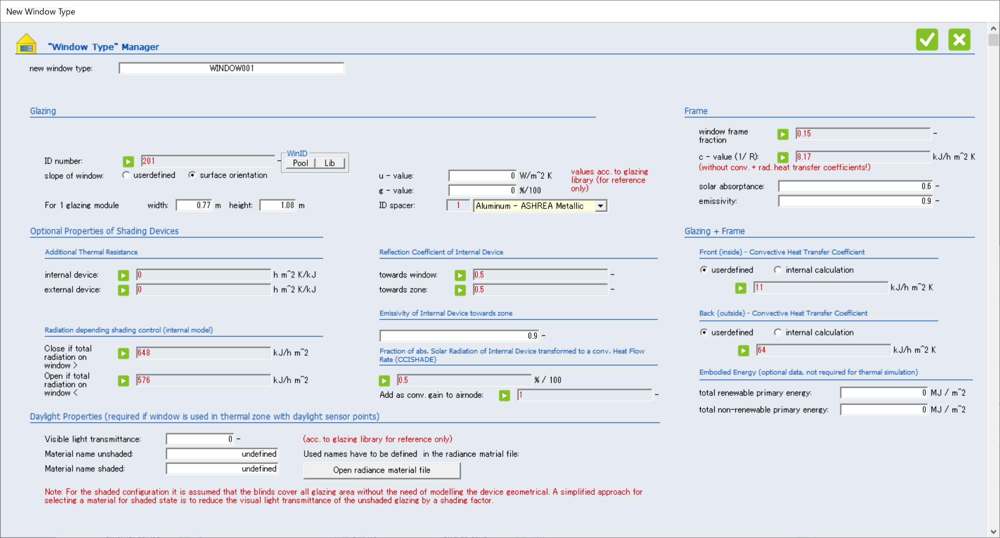 New Window Type
"Window Type" Manager
new window type: WINDOW001
Glazing
ID number: 201 -
WinID
Pool Lib
slope of window: userdefined surface orientation
For 1 glazing module width: 0.77 m height: 1.08 m
u - value: 0 W/m^2 K
g - value: 0 %/100
values acc. to glazing
library (for reference
only)
ID spacer: 1 Aluminum - ASHREA Metallic
Frame
window frame
fraction
0.15 -
c - value (1/ R): 8.17 kJ/h m^2 K
(without conv. + rad. heat transfer coefficients!)
solar absorptance: 0.6 -
emissivity: 0.9 -
Optional Properties of Shading Devices
Additional Thermal Resistance
internal device: 0 h m^2 K/kJ
external device: 0 h m^2 K/kJ
Radiation depending shading control (internal model)
Close if total
radiation on
window >
648 kJ/h m^2
Open if total
radiation on
window <
576 kJ/h m^2
Reflection Coefficient of Internal Device
towards window: 0.5 -
towards zone: 0.5 -
Emissivity of Internal Device towards zone
0.9 -
Fraction of abs. Solar Radiation of Internal Device transformed to a conv. Heat Flow
Rate (CCISHADE)
0.5 % / 100
Add as conv. gain to airnode: 1 -
Glazing + Frame
Front (inside) - Convective Heat Transfer Coefficient
userdefined internal calculation
11 kJ/h m^2 K
Back (outside) - Convective Heat Transfer Coefficient
userdefined internal calculation
64 kJ/h m^2 K
Embodied Energy (optional data, not required for thermal simulation)
total renewable primary energy: 0 MJ / m^2
total non-renewable primary energy: 0 MJ / m^2
Daylight Properties (required if window is used in thermal zone with daylight sensor points)
Visible light transmittance: 0 - (acc. to glazing library for reference only)
Material name unshaded: undefined Used names have to be defined in the radiance matrial file:
Material name shaded: undefined Open radiance material file
Note: For the shaded configuration it is assumed that the blinds cover all glazing area without the need of modelling the device geometrical. A simplified approach for
selecting a material for shaded state is to reduce the visual light transmittance of the unshaded glazing by a shading factor.